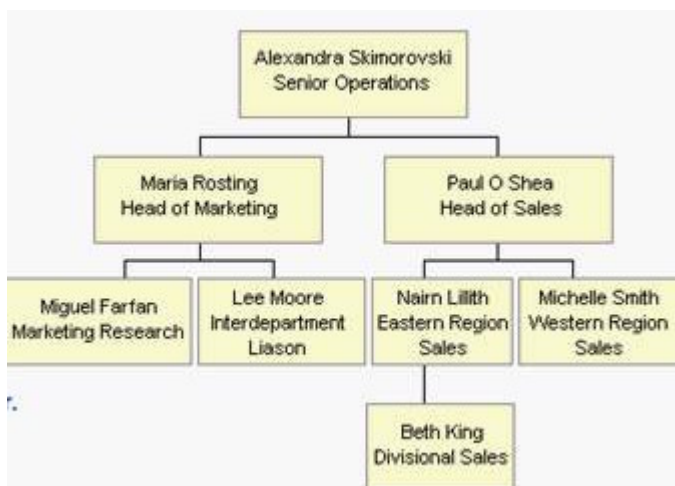 Alexandra Skimorovski
Senior Operations
Maria Rosting
Head of Marketing
Paul O Shea
Head of Sales
Miguel Farfan
Marketing Research
Lee Moore
Interdepartment
Liason
Nairn Lillith
Eastern Region
Sales
Michelle Smith
Western Region
Sales
r.
Beth King
Divisional Sales